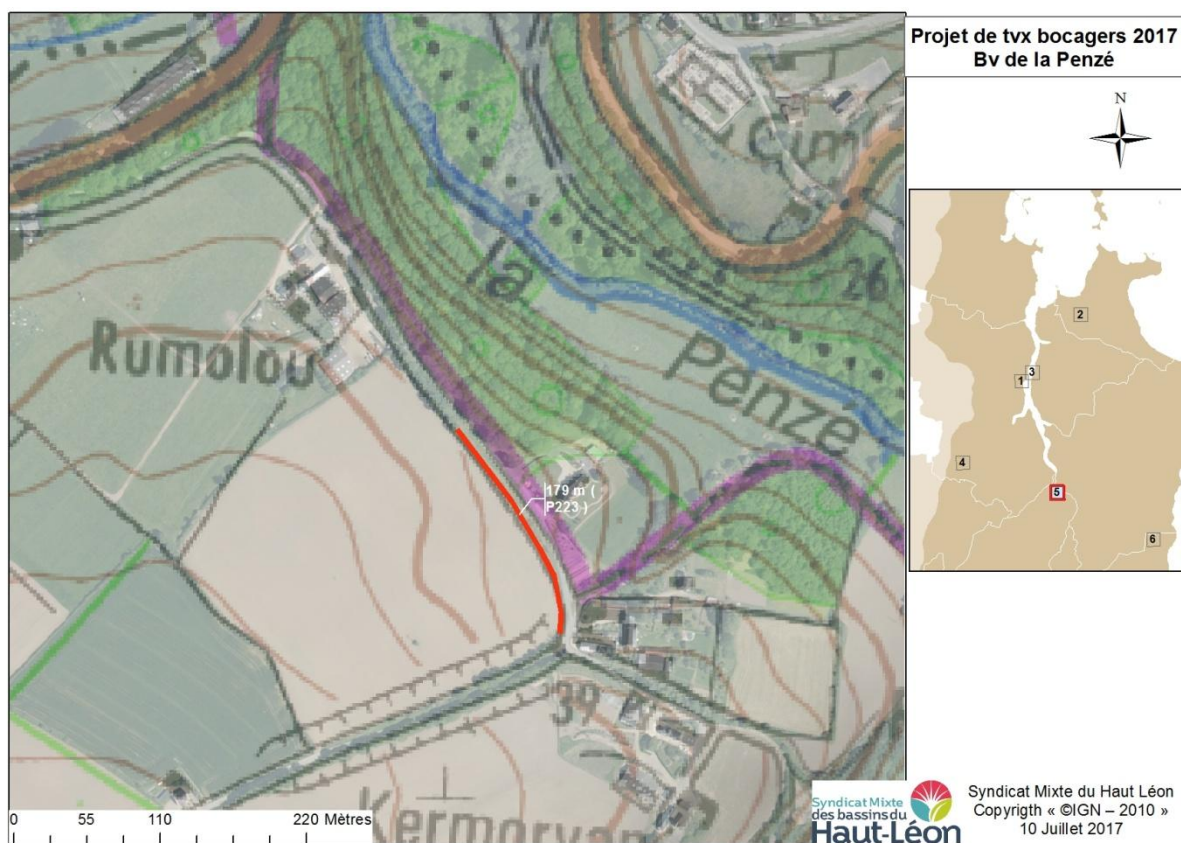 Projet de tvx bocagers 2017
Bv de la Penzé
N
Cim.
la
26
Rumolou
Penzé
179 m (
P223 )
39
Kermorvan
0 55 110 220 Mètres
2
3
1
4
5
6
Syndicat Mixte
des bassins du
Haut-Léon
Syndicat Mixte du Haut Léon
Copyrigth « ©IGN – 2010 »
10 Juillet 2017